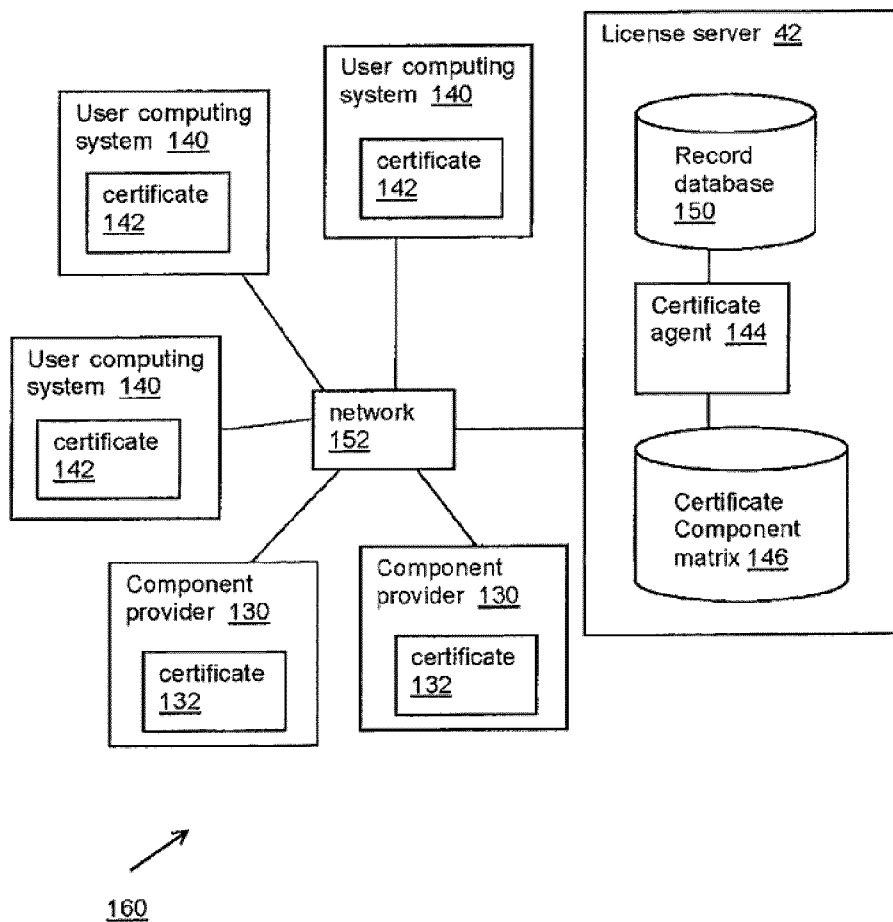 License server 42
Record
database
150
Certificate
agent 144
Certificate
Component
matrix 146
User computing
system 140
certificate
142
User computing
system 140
certificate
142
User computing
system 140
certificate
142
network
152
Component
provider 130
certificate
132
Component
provider 130
certificate
132
160